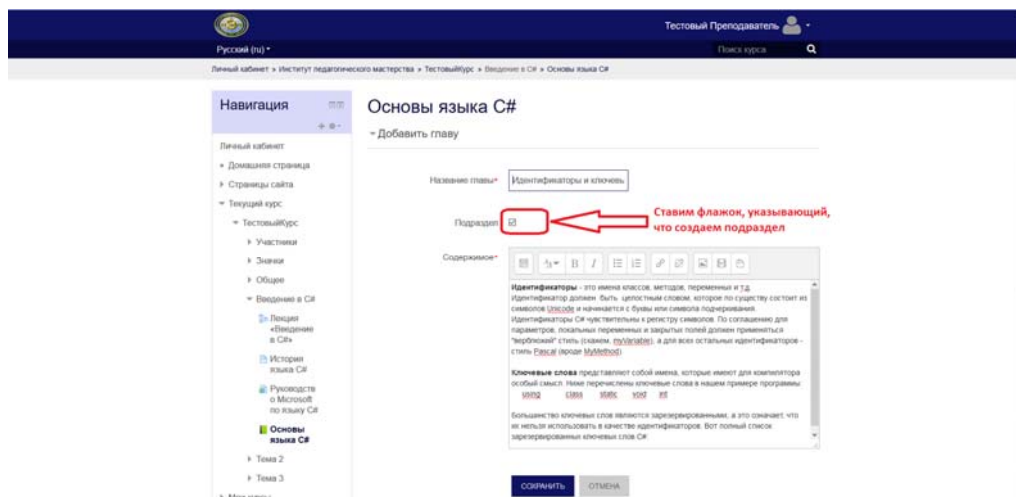 Тестовый Преподаватель
Русский (ru)
Поиск курса
Личный кабинет » Институт педагогического мастерства » ТестовыйКурс » Введение в C# » Основы языка C#
Навигация
Личный кабинет
Домашняя страница
Страницы сайта
Текущий курс
ТестовыйКурс
Участники
Значки
Общее
Введение в C#
Лекция
«Введение
в C#»
История
языка C#
Руководств
о Microsoft
по языку C#
Основы
языка C#
Тема 2
Тема 3
Мои курсы
Основы языка C#
Добавить главу
Название главы*
Идентификаторы и ключевь
Подраздел
Ставим флажок, указывающий,
что создаем подраздел
Содержимое*
Идентификаторы - это имена классов, методов, переменных и т.д.
Идентификатор должен быть целостным словом, которое по существу состоит из
символов Unicode и начинается с буквы или символа подчеркивания.
Идентификаторы C# чувствительны к регистру символов. По соглашению для
параметров, локальных переменных и закрытых полей должен применяться
"верблюжий" стиль (скажем, myVariable), а для всех остальных идентификаторов -
стиль Pascal (вроде MyMethod).
Ключевые слова представляют собой имена, которые имеют для компилятора
особый смысл. Ниже перечислены ключевые слова в нашем примере программы:
using class static void int
Большинство ключевых слов являются зарезервированными, а это означает, что
их нельзя использовать в качестве идентификаторов. Вот полный список
зарезервированных ключевых слов C#:
СОХРАНИТЬ
ОТМЕНА